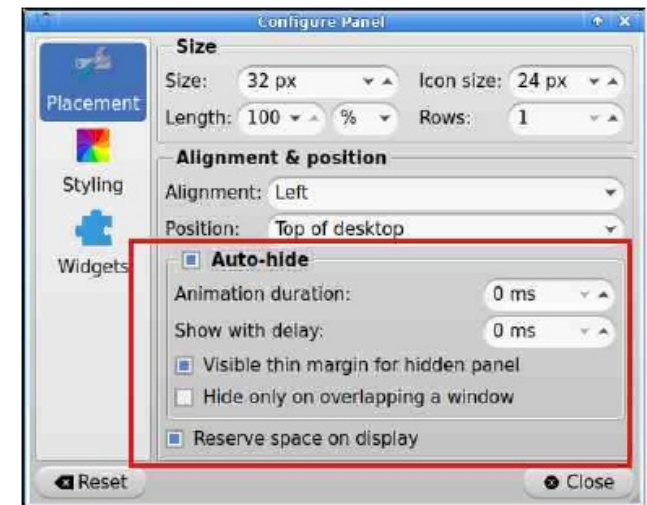 Configure Panel
Placement
Styling
Widgets
Size
Size: 32 px Icon size: 24 px
Length: 100 % Rows: 1
Alignment & position
Alignment: Left
Position: Top of desktop
Auto-hide
Animation duration: 0 ms
Show with delay: 0 ms
Visible thin margin for hidden panel
Hide only on overlapping a window
Reserve space on display
Reset Close